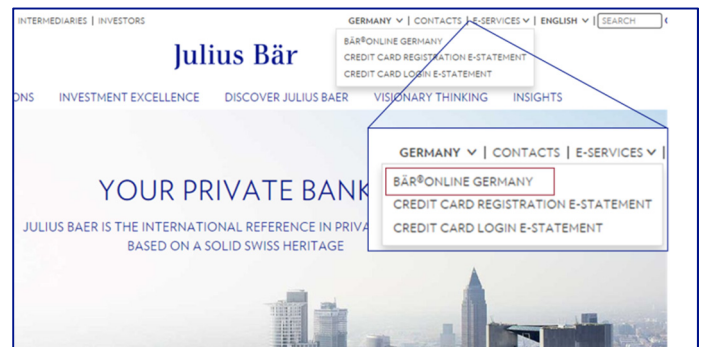 INTERMEDIARIES | INVESTORS
GERMANY | CONTACTS | E-SERVICES | ENGLISH | SEARCH
BÄR®ONLINE GERMANY
CREDIT CARD REGISTRATION E-STATEMENT
CREDIT CARD LOGIN E-STATEMENT
Julius Bär
INVESTMENT EXCELLENCE DISCOVER JULIUS BAER VISIONARY THINKING INSIGHTS
GERMANY | CONTACTS | E-SERVICES |
BÄR®ONLINE GERMANY
CREDIT CARD REGISTRATION E-STATEMENT
CREDIT CARD LOGIN E-STATEMENT
YOUR PRIVATE BANK
JULIUS BAER IS THE INTERNATIONAL REFERENCE IN
BASED ON A SOLID SWISS HERITAGE